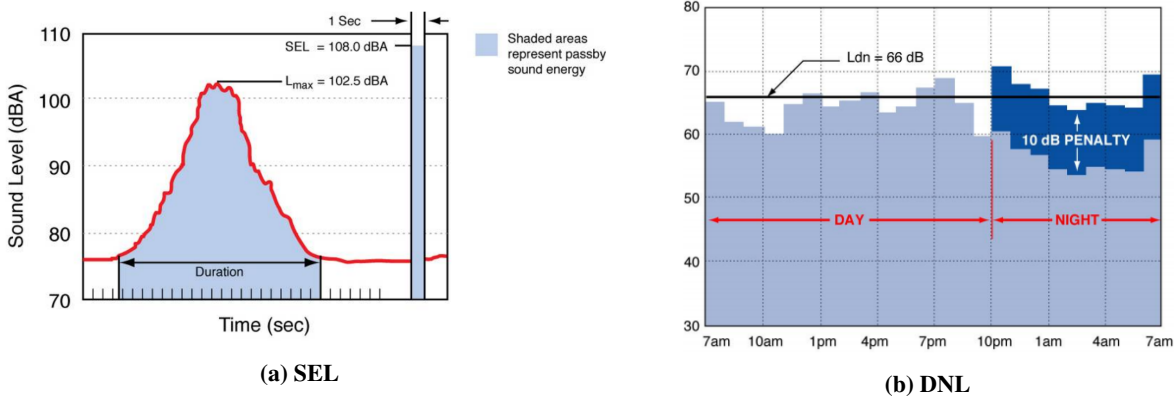 1 Sec
110
SEL = 108.0 dBA
Shaded areas
represent passby
sound energy
Lmax = 102.5 dBA
100
90
80
70
Sound Level (dBA)
Duration
Time (sec)
(a) SEL
80
70
60
50
40
30
Ldn = 66 dB
10 dB PENALTY
DAY
NIGHT
7am 10am 1pm 4pm 7pm 10pm 1am 4am 7am
(b) DNL